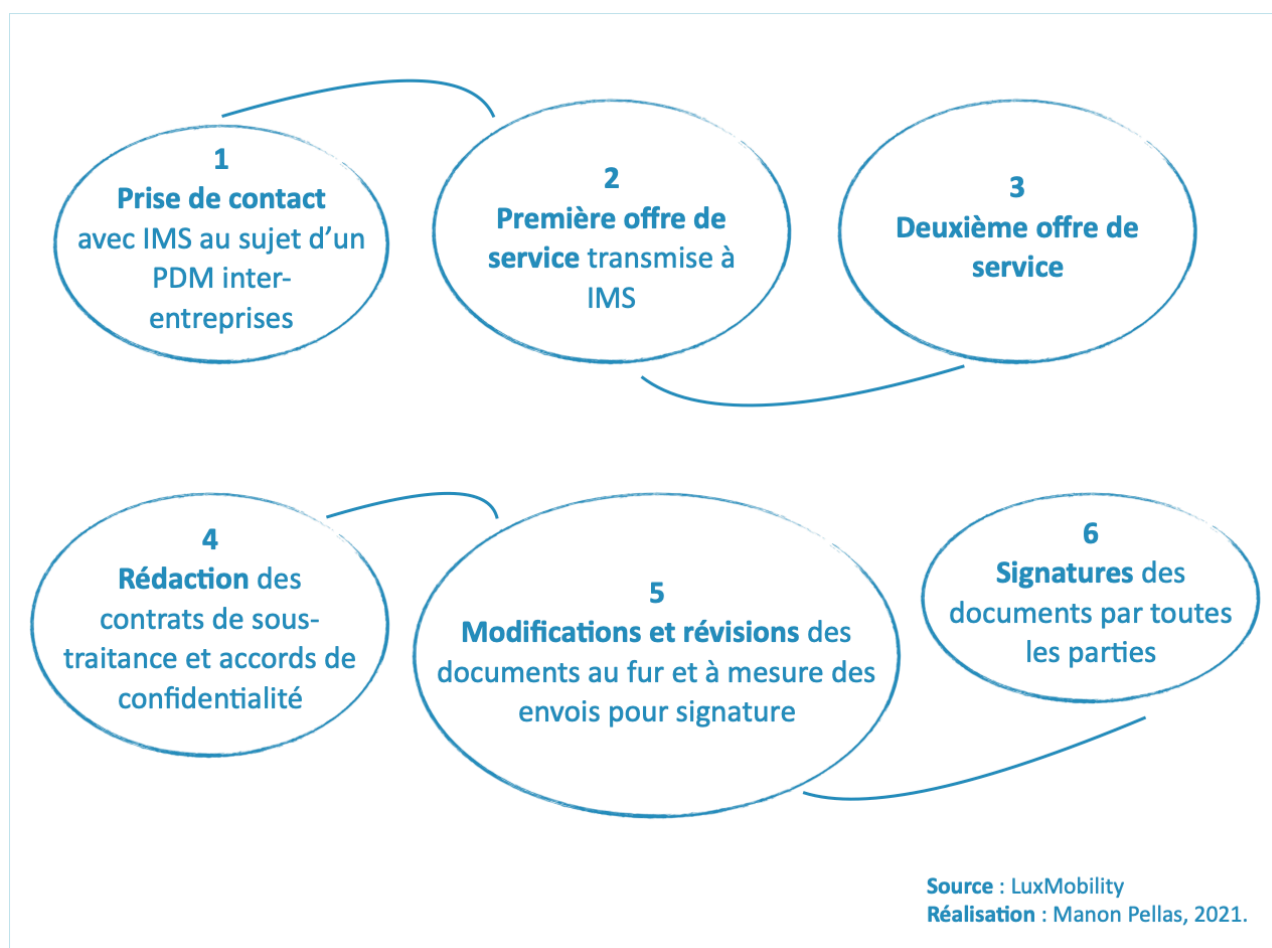 1
Prise de contact
avec IMS au sujet d’un
PDM inter-
entreprises
2
Première offre de
service transmise à
IMS
3
Deuxième offre de
service
4
Rédaction des
contrats de sous-
traitance et accords de
confidentialité
5
Modifications et révisions des
documents au fur et à mesure des
envois pour signature
6
Signatures des
documents par toutes
les parties
Source : LuxMobility
Réalisation : Manon Pellas, 2021.